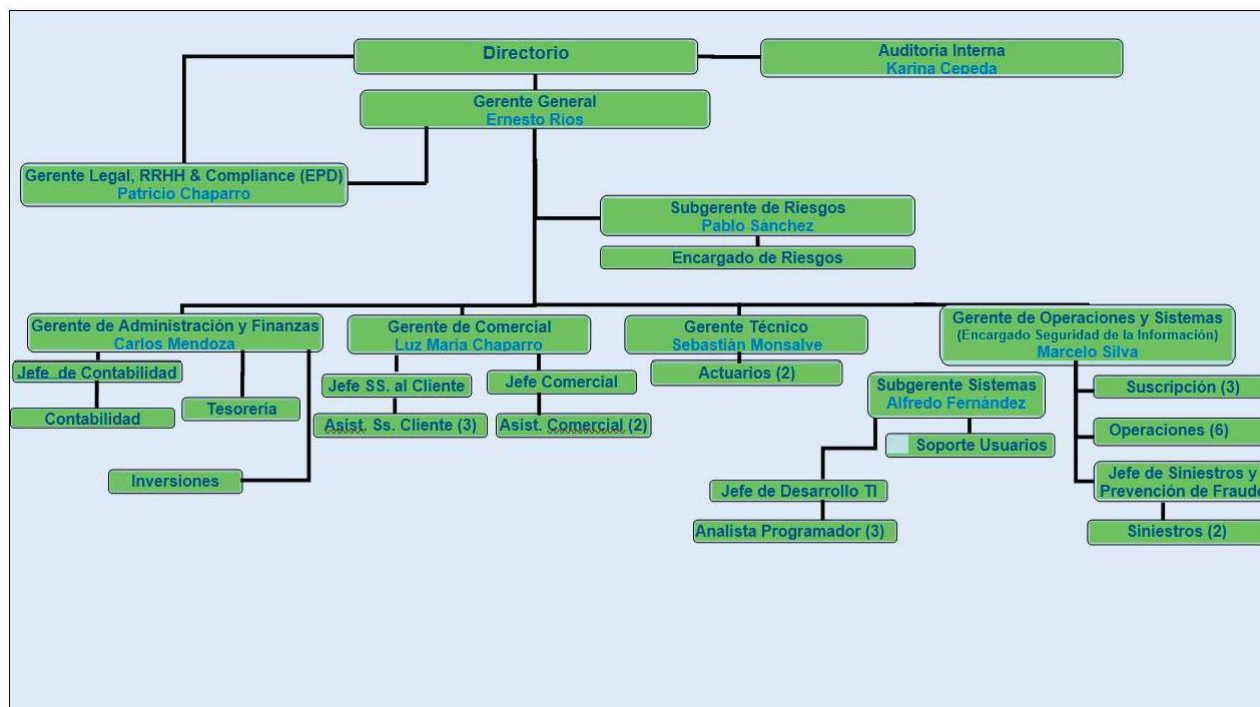 Directorio
Auditoría Interna
Karina Cepeda
Gerente General
Ernesto Rios
Gerente Legal, RRHH & Compliance (EPD)
Patricio Chaparro
Subgerente de Riesgos
Pablo Sánchez
Encargado de Riesgos
Gerente de Administración y Finanzas
Carlos Mendoza
Gerente de Comercial
Luz María Chaparro
Gerente Técnico
Sebastián Monsalve
Gerente de Operaciones y Sistemas
(Encargado Seguridad de la Información)
Marcelo Silva
Jefe de Contabilidad
Contabilidad
Tesorería
Inversiones
Jefe SS. al Cliente
Asist. Ss. Cliente (3)
Jefe Comercial
Asist. Comercial (2)
Actuarios (2)
Subgerente Sistemas
Alfredo Fernández
Soporte Usuarios
Jefe de Desarrollo TI
Analista Programador (3)
Suscripción (3)
Operaciones (6)
Jefe de Siniestros y
Prevención de Fraude
Siniestros (2)